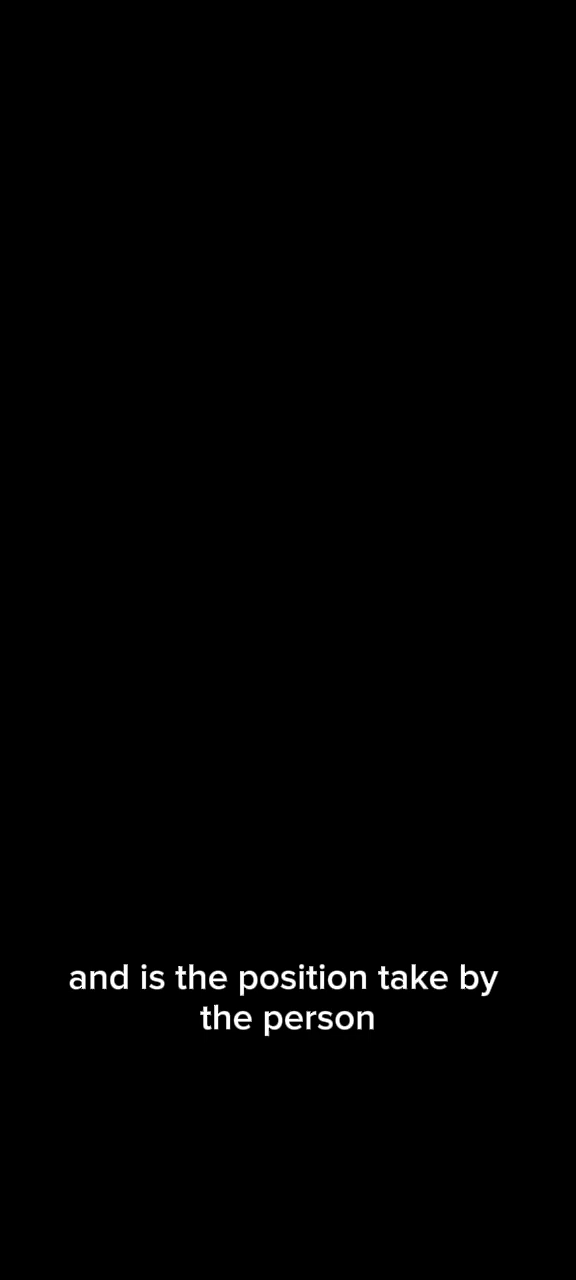 and is the position take by
the person